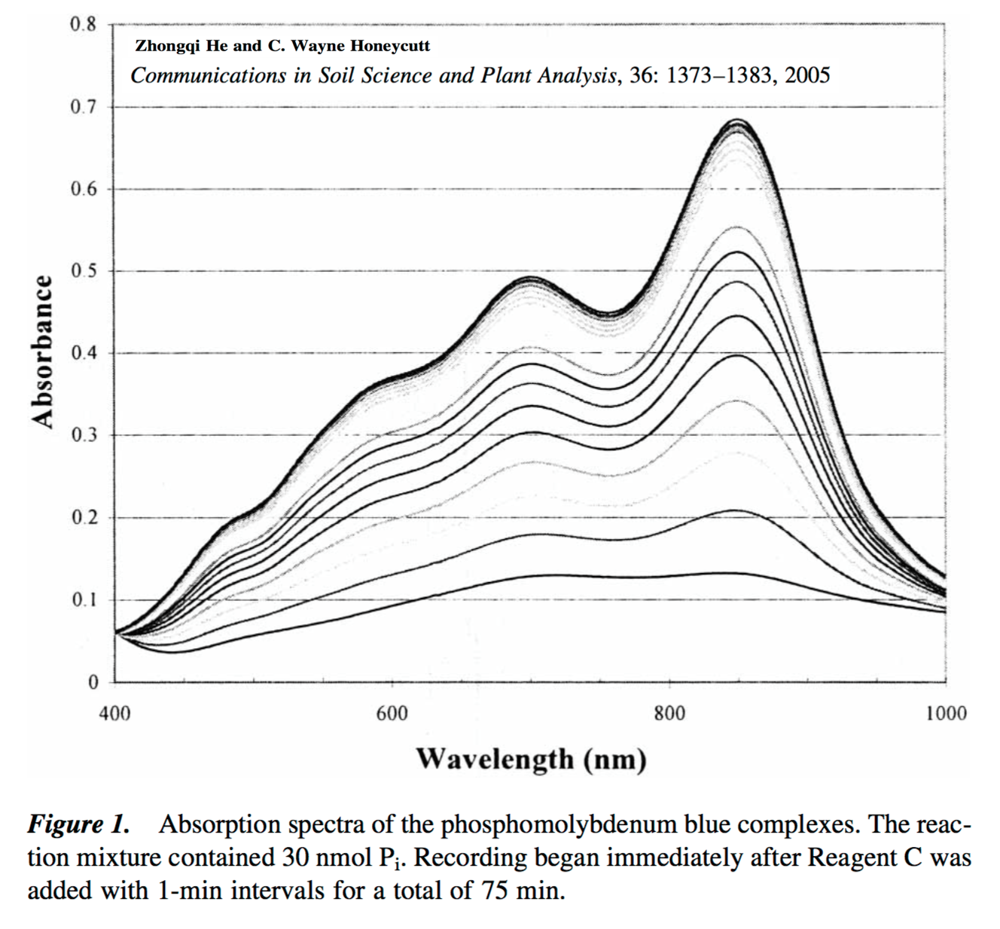 0.8
Zhongqi He and C. Wayne Honeycutt
Communications in Soil Science and Plant Analysis, 36: 1373–1383, 2005
0.7
0.6
0.5
0.4
0.3
0.2
0.1
0
Absorbance
400 600 800 1000
Wavelength (nm)
Figure 1. Absorption spectra of the phosphomolybdenum blue complexes. The reac-
tion mixture contained 30 nmol Pi. Recording began immediately after Reagent C was
added with 1-min intervals for a total of 75 min.